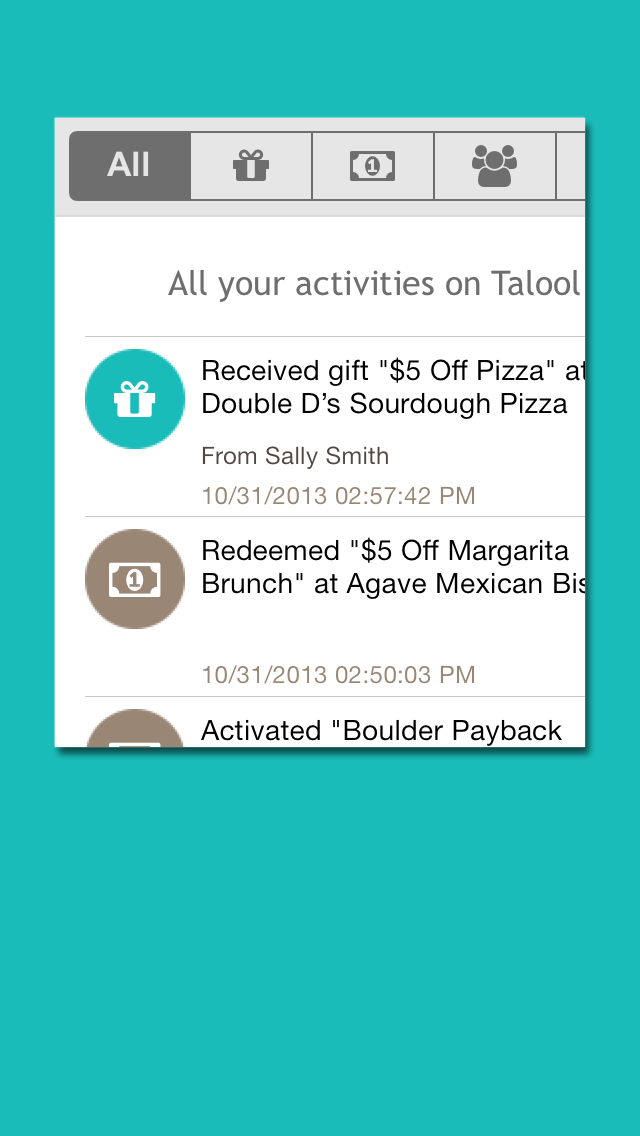 All
All your activities on Talool
Received gift "$5 Off Pizza" at
Double D’s Sourdough Pizza
From Sally Smith
10/31/2013 02:57:42 PM
Redeemed "$5 Off Margarita
Brunch" at Agave Mexican Bis
10/31/2013 02:50:03 PM
Activated "Boulder Payback